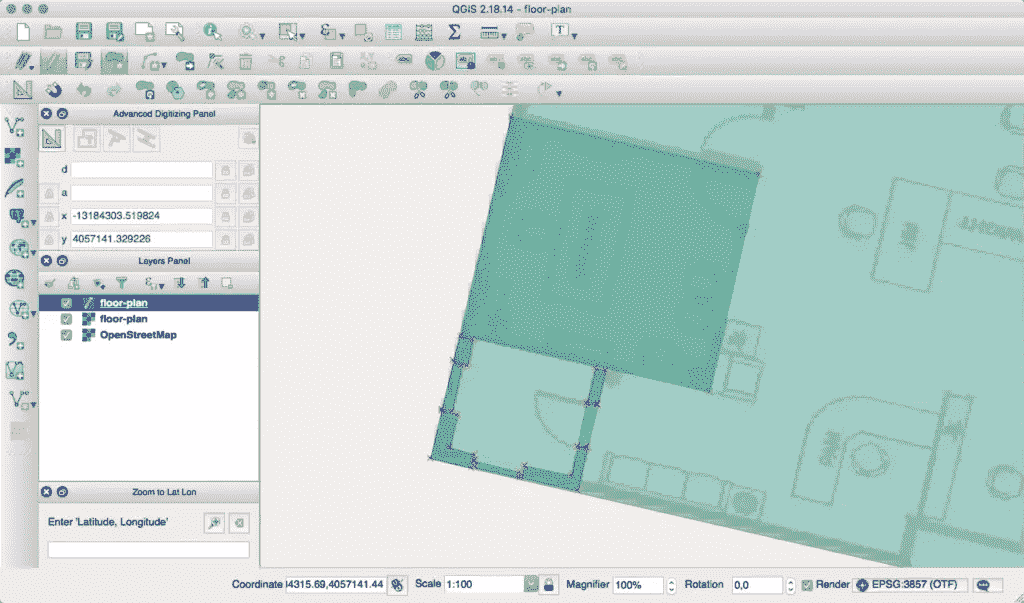 QGIS 2.18.14 - floor-plan
Advanced Digitizing Panel
d
a
x -13184303.519824
y 4057141.329226
Layers Panel
floor-plan
floor-plan
OpenStreetMap
Zoom to Lat Lon
Enter 'Latitude, Longitude'
Coordinate 4315.69,4057141.44 Scale 1:100 Magnifier 100% Rotation 0,0 Render EPSG:3857 (OTF)